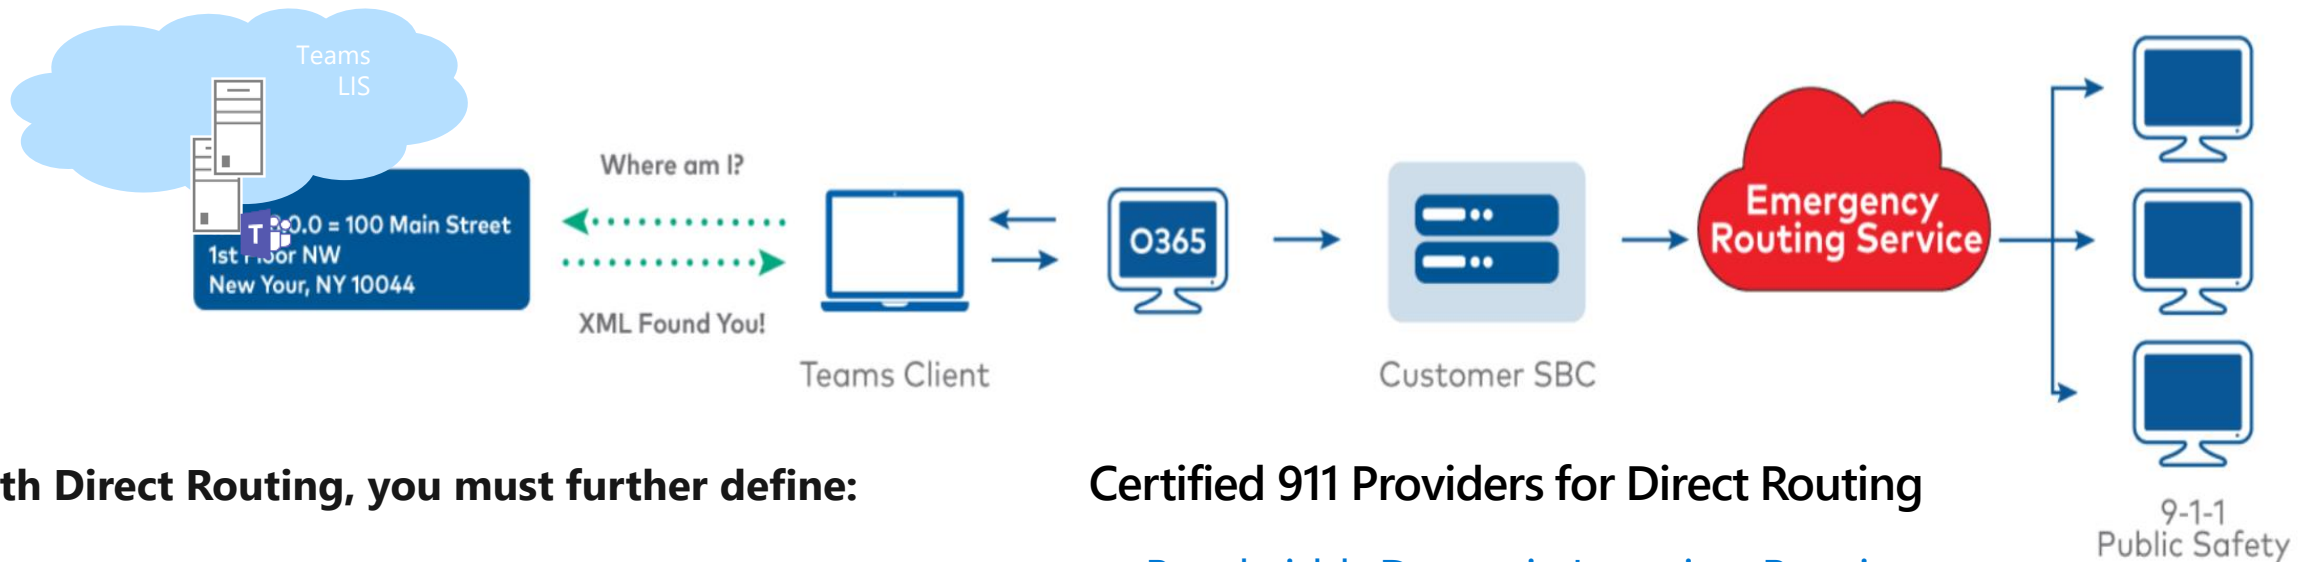 Teams
LIS
0.0 = 100 Main Street
1st Floor NW
New Your, NY 10044
Where am I?
XML Found You!
Teams Client
O365
Customer SBC
Emergency
Routing Service
9-1-1
Public Safety
th Direct Routing, you must further define:
Certified 911 Providers for Direct Routing